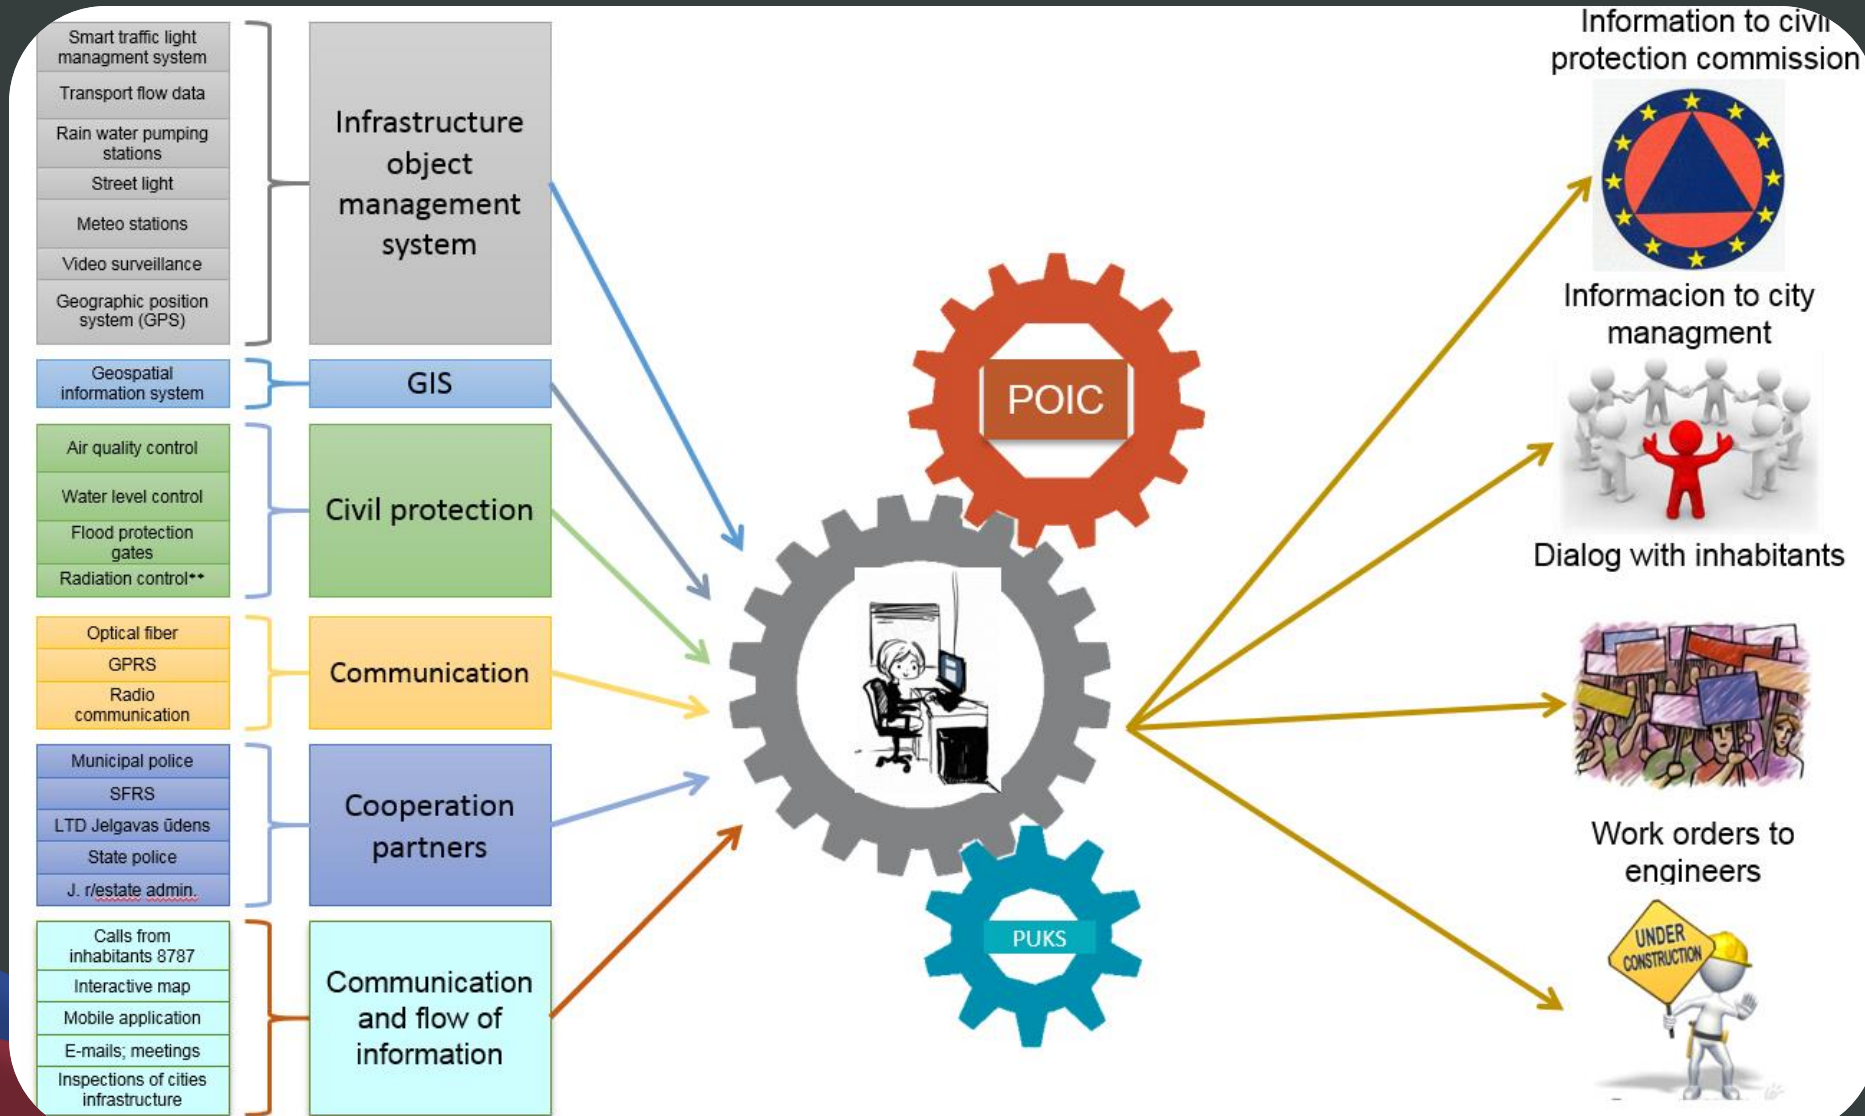 Smart traffic light
managment system
Transport flow data
Rain water pumping
stations
Street light
Meteo stations
Video surveillance
Geographic position
system (GPS)
Infrastructure
object
management
system
Geospatial
information system
GIS
Air quality control
Water level control
Flood protection
gates
Radiation control**
Civil protection
Optical fiber
GPRS
Radio
communication
Communication
Municipal police
SFRS
LTD Jelgavas ūdens
State police
J. r/estate admin.
Cooperation
partners
Calls from
inhabitants 8787
Interactive map
Mobile application
E-mails; meetings
Inspections of cities
infrastructure
Communication
and flow of
information
POIC
PUKS
Information to civil
protection commission
Informacion to city
managment
Dialog with inhabitants
Work orders to
engineers
UNDER
CONSTRUCTION